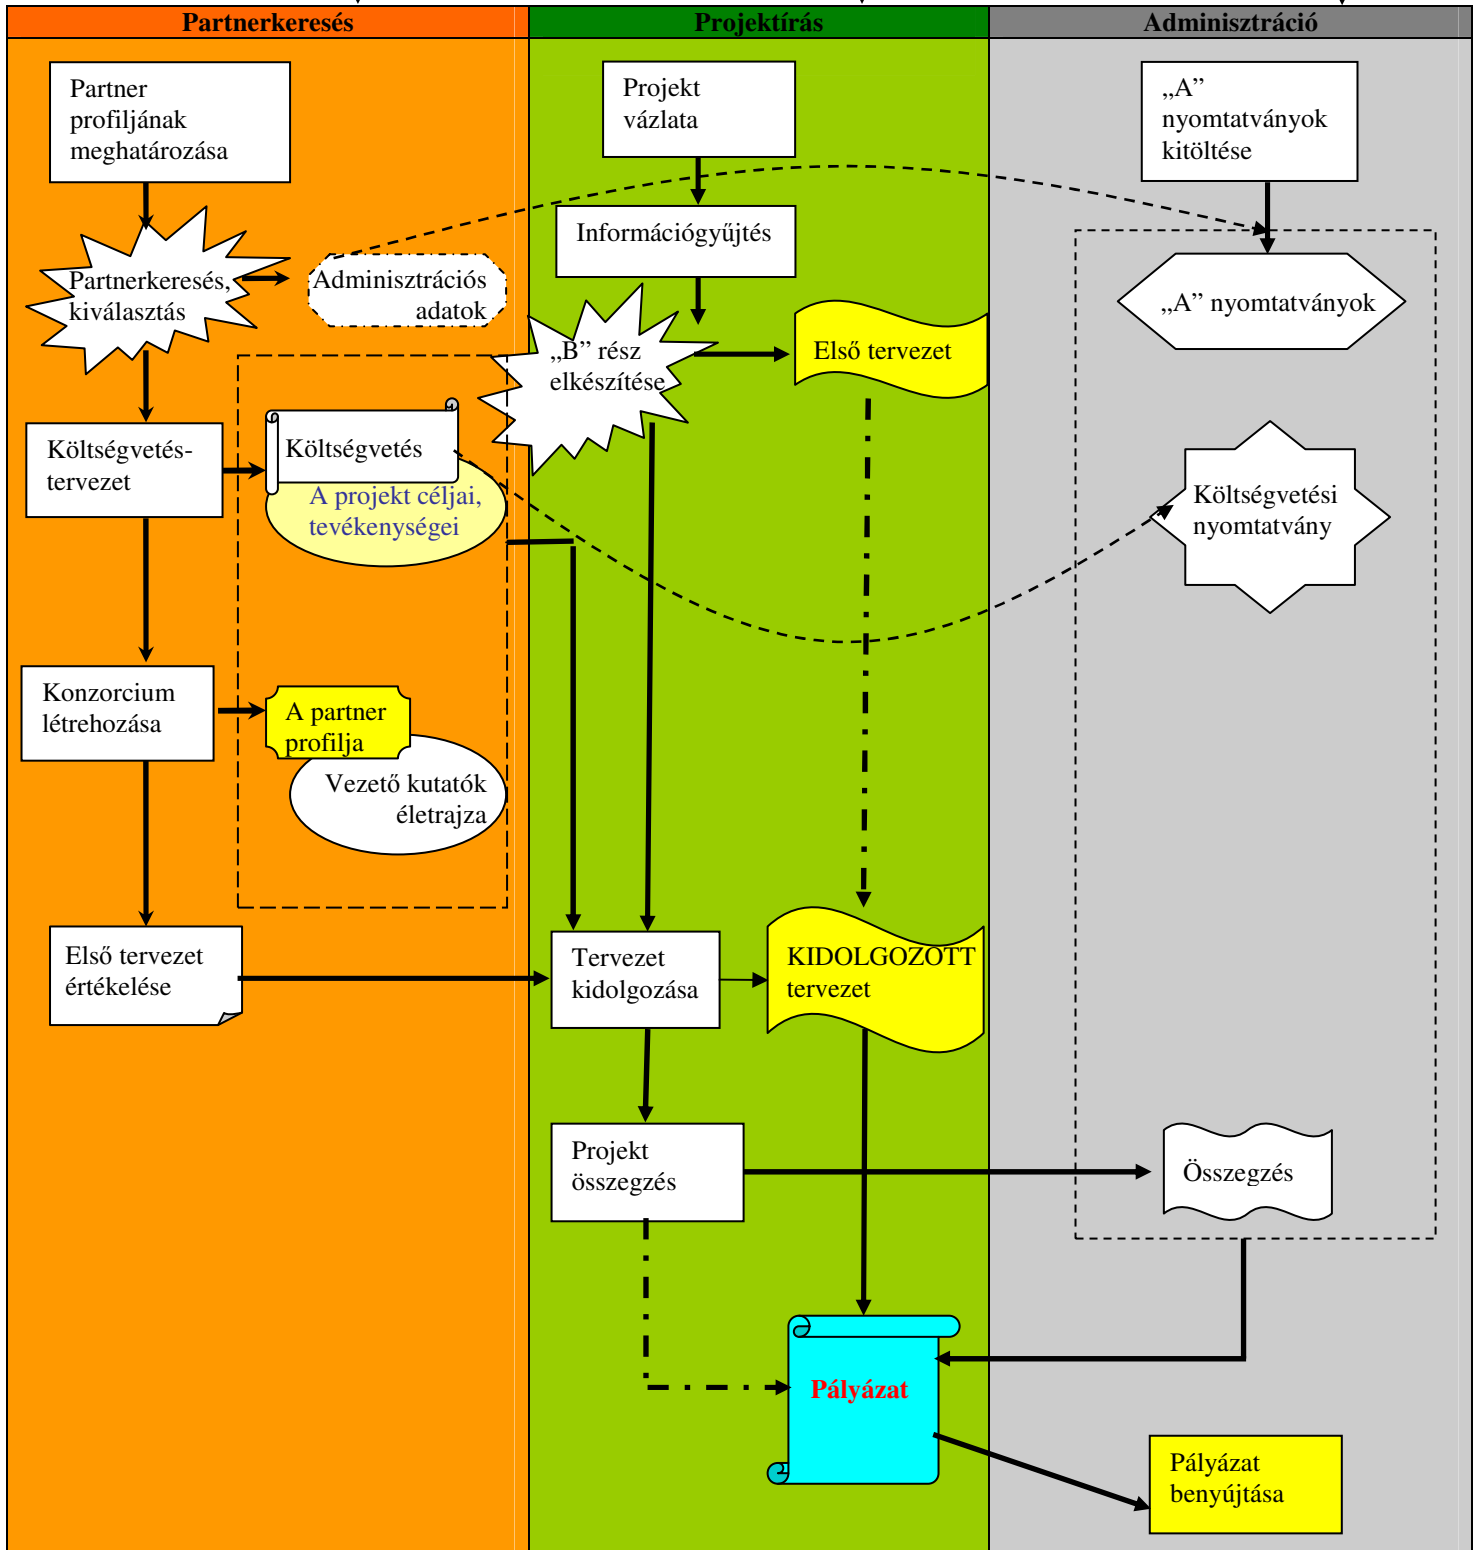 Partnerkeresés
Projektírás
Adminisztráció
Partner
profiljának
meghatározása
Partnerkeresés,
kiválasztás
Adminisztrációs
adatok
Költségvetés-
tervezet
Költségvetés
A projekt céljai,
tevékenységei
Konzorcium
létrehozása
A partner
profilja
Vezető kutatók
életrajza
Első tervezet
értékelése
Projekt
vázlata
Információgyűjtés
„B” rész
elkészítése
Első tervezet
Tervezet
kidolgozása
KIDOLGOZOTT
tervezet
Projekt
összegzés
Pályázat
„A”
nyomtatványok
kitöltése
„A” nyomtatványok
Költségvetési
nyomtatvány
Összegzés
Pályázat
benyújtása